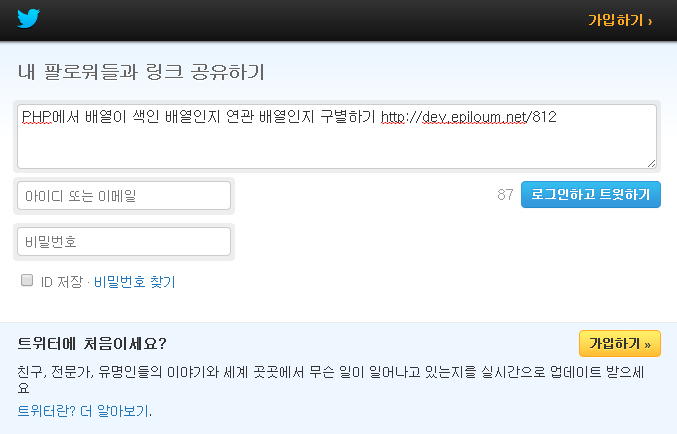 가입하기 ›
내 팔로워들과 링크 공유하기
PHP에서 배열이 색인 배열인지 연관 배열인지 구별하기 http://dev.epiloum.net/812
아이디 또는 이메일
87 로그인하고 트윗하기
비밀번호
ID 저장 · 비밀번호 찾기
트위터에 처음이세요?
가입하기 »
친구, 전문가, 유명인들의 이야기와 세계 곳곳에서 무슨 일이 일어나고 있는지를 실시간으로 업데이트 받으세
요
트위터란? 더 알아보기.